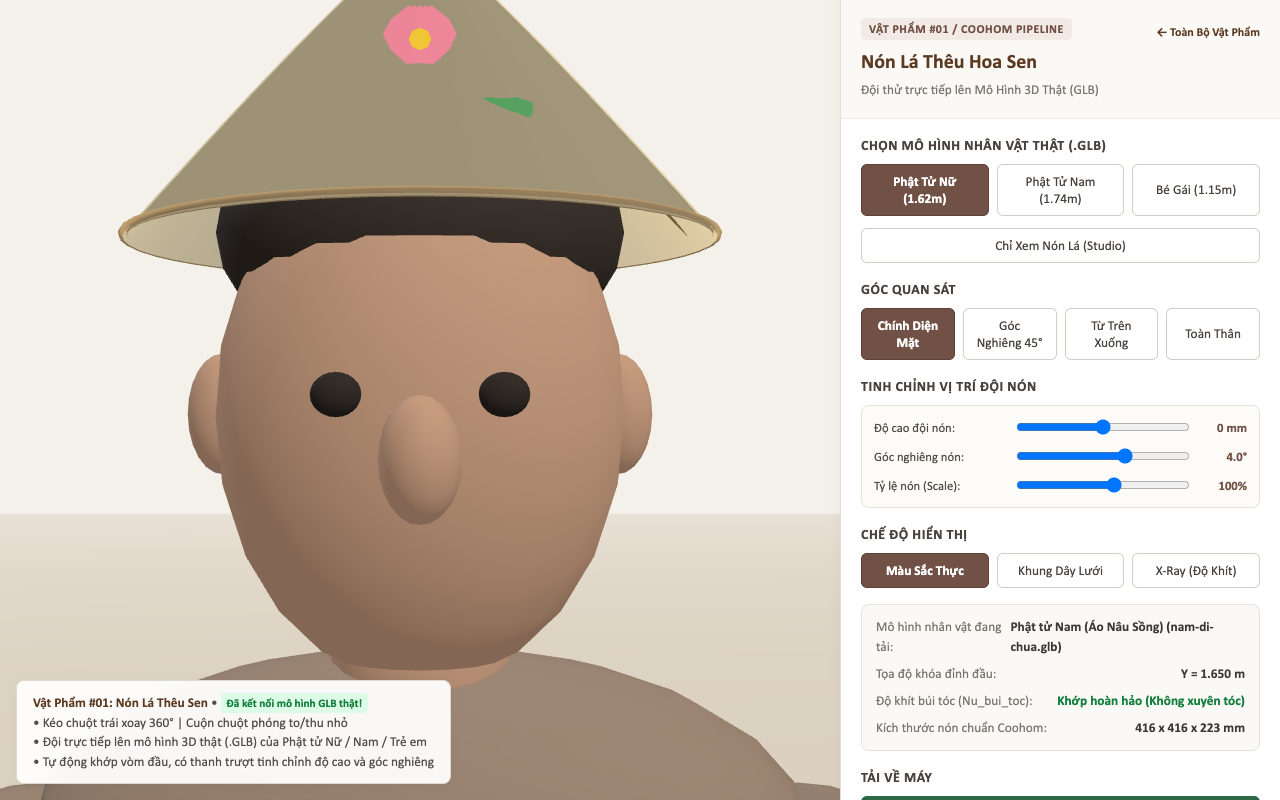 VẬT PHẨM #01 / COOHOM PIPELINE
← Toàn Bộ Vật Phẩm
Nón Lá Thêu Hoa Sen
Đội thử trực tiếp lên Mô Hình 3D Thật (GLB)
CHỌN MÔ HÌNH NHÂN VẬT THẬT (.GLB)
Phật Tử Nữ
(1.62m)
Phật Tử Nam
(1.74m)
Bé Gái (1.15m)
Chỉ Xem Nón Lá (Studio)
GÓC QUAN SÁT
Chính Diện
Mặt
Góc
Nghiêng 45°
Từ Trên
Xuống
Toàn Thân
TINH CHỈNH VỊ TRÍ ĐỘI NÓN
Độ cao đội nón: 0 mm
Góc nghiêng nón: 4.0°
Tỷ lệ nón (Scale): 100%
CHẾ ĐỘ HIỂN THỊ
Màu Sắc Thực
Khung Dây Lưới
X-Ray (Độ Khít)
Mô hình nhân vật đang
tải:
Phật tử Nam (Áo Nâu Sồng) (nam-di-
chua.glb)
Tọa độ khóa đỉnh đầu: Y = 1.650 m
Độ khít búi tóc (Nu_bui_toc): Khớp hoàn hảo (Không xuyên tóc)
Kích thước nón chuẩn Coohom: 416 x 416 x 223 mm
TẢI VỀ MÁY
Vật Phẩm #01: Nón Lá Thêu Sen • Đã kết nối mô hình GLB thật!
• Kéo chuột trái xoay 360° | Cuộn chuột phóng to/thu nhỏ
• Đội trực tiếp lên mô hình 3D thật (.GLB) của Phật tử Nữ / Nam / Trẻ em
• Tự động khớp vòm đầu, có thanh trượt tinh chỉnh độ cao và góc nghiêng